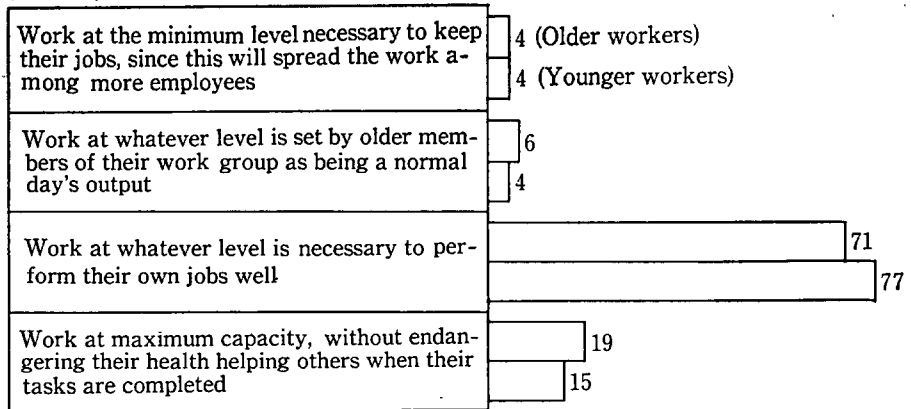 Work at the minimum level necessary to keep
their jobs, since this will spread the work a-
mong more employees
4 (Older workers)
4 (Younger workers)
Work at whatever level is set by older mem-
bers of their work group as being a normal
day's output
6
4
Work at whatever level is necessary to per-
form their own jobs well
71
77
Work at maximum capacity, without endan-
gering their health helping others when their
tasks are completed
19
15